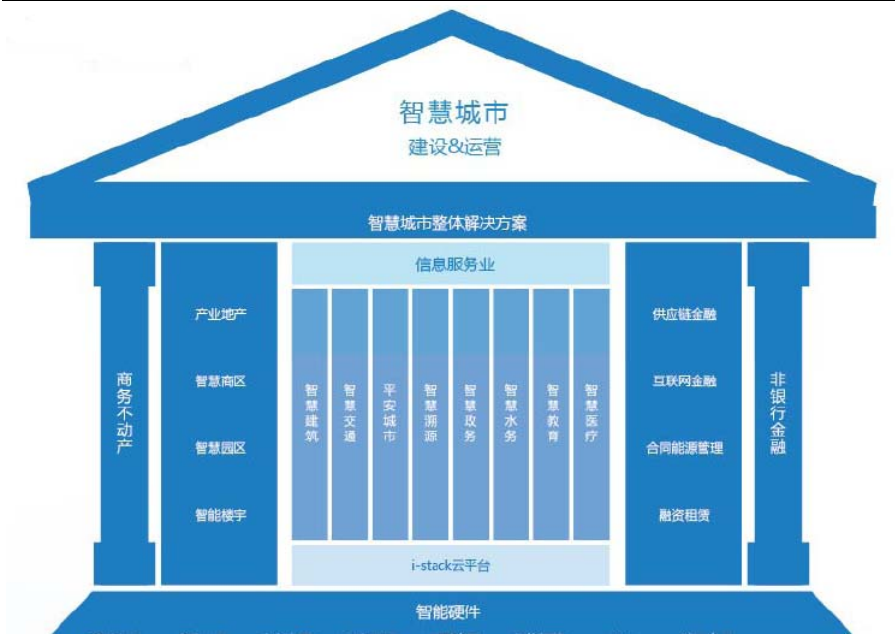 智慧城市
建设&运营
智慧城市整体解决方案
商务不动产
产业地产
智慧商区
智慧园区
智能楼宇
信息服务业
智慧建筑
智慧交通
平安城市
智慧溯源
智慧政务
智慧水务
智慧教育
智慧医疗
i-stack云平台
供应链金融
互联网金融
合同能源管理
融资租赁
非银行金融
智能硬件